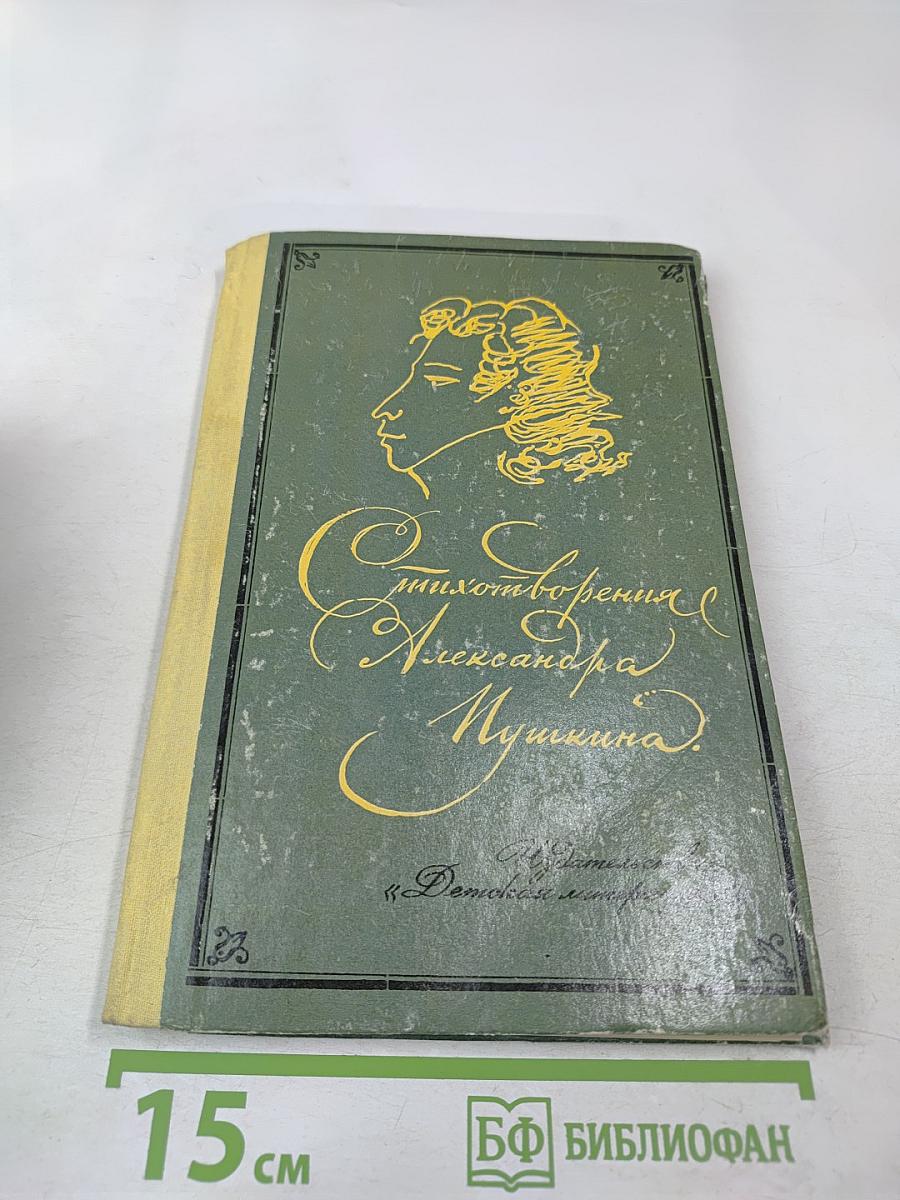 Стихотворения
Александра
Пушкина.
Издательство
«Детская литература»
15 см
БФ БИБЛИОФАН